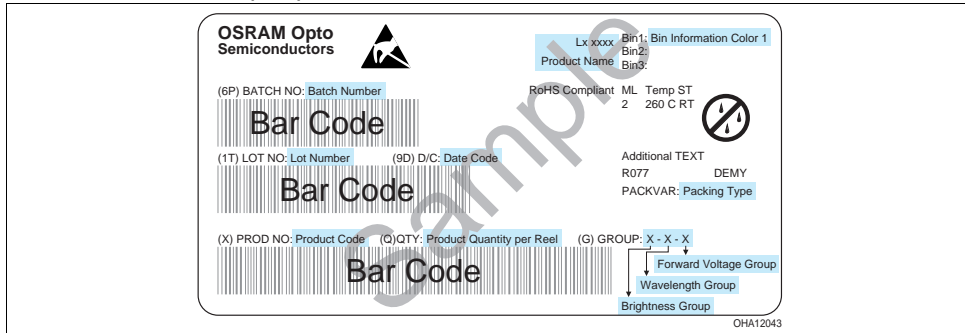 OSRAM Opto
Semiconductors
Lx xxxx
Product Name
Bin1: Bin Information Color 1
Bin2:
Bin3:
(6P) BATCH NO: Batch Number
Bar Code
RoHS Compliant
ML Temp ST
2 260 C RT
(1T) LOT NO: Lot Number (9D) D/C: Date Code
Bar Code
Additional TEXT
R077 DEMY
PACKVAR: Packing Type
(X) PROD NO: Product Code (Q)QTY: Product Quantity per Reel (G) GROUP: X - X - X
Bar Code
Forward Voltage Group
Wavelength Group
Brightness Group
Sample
OHA12043